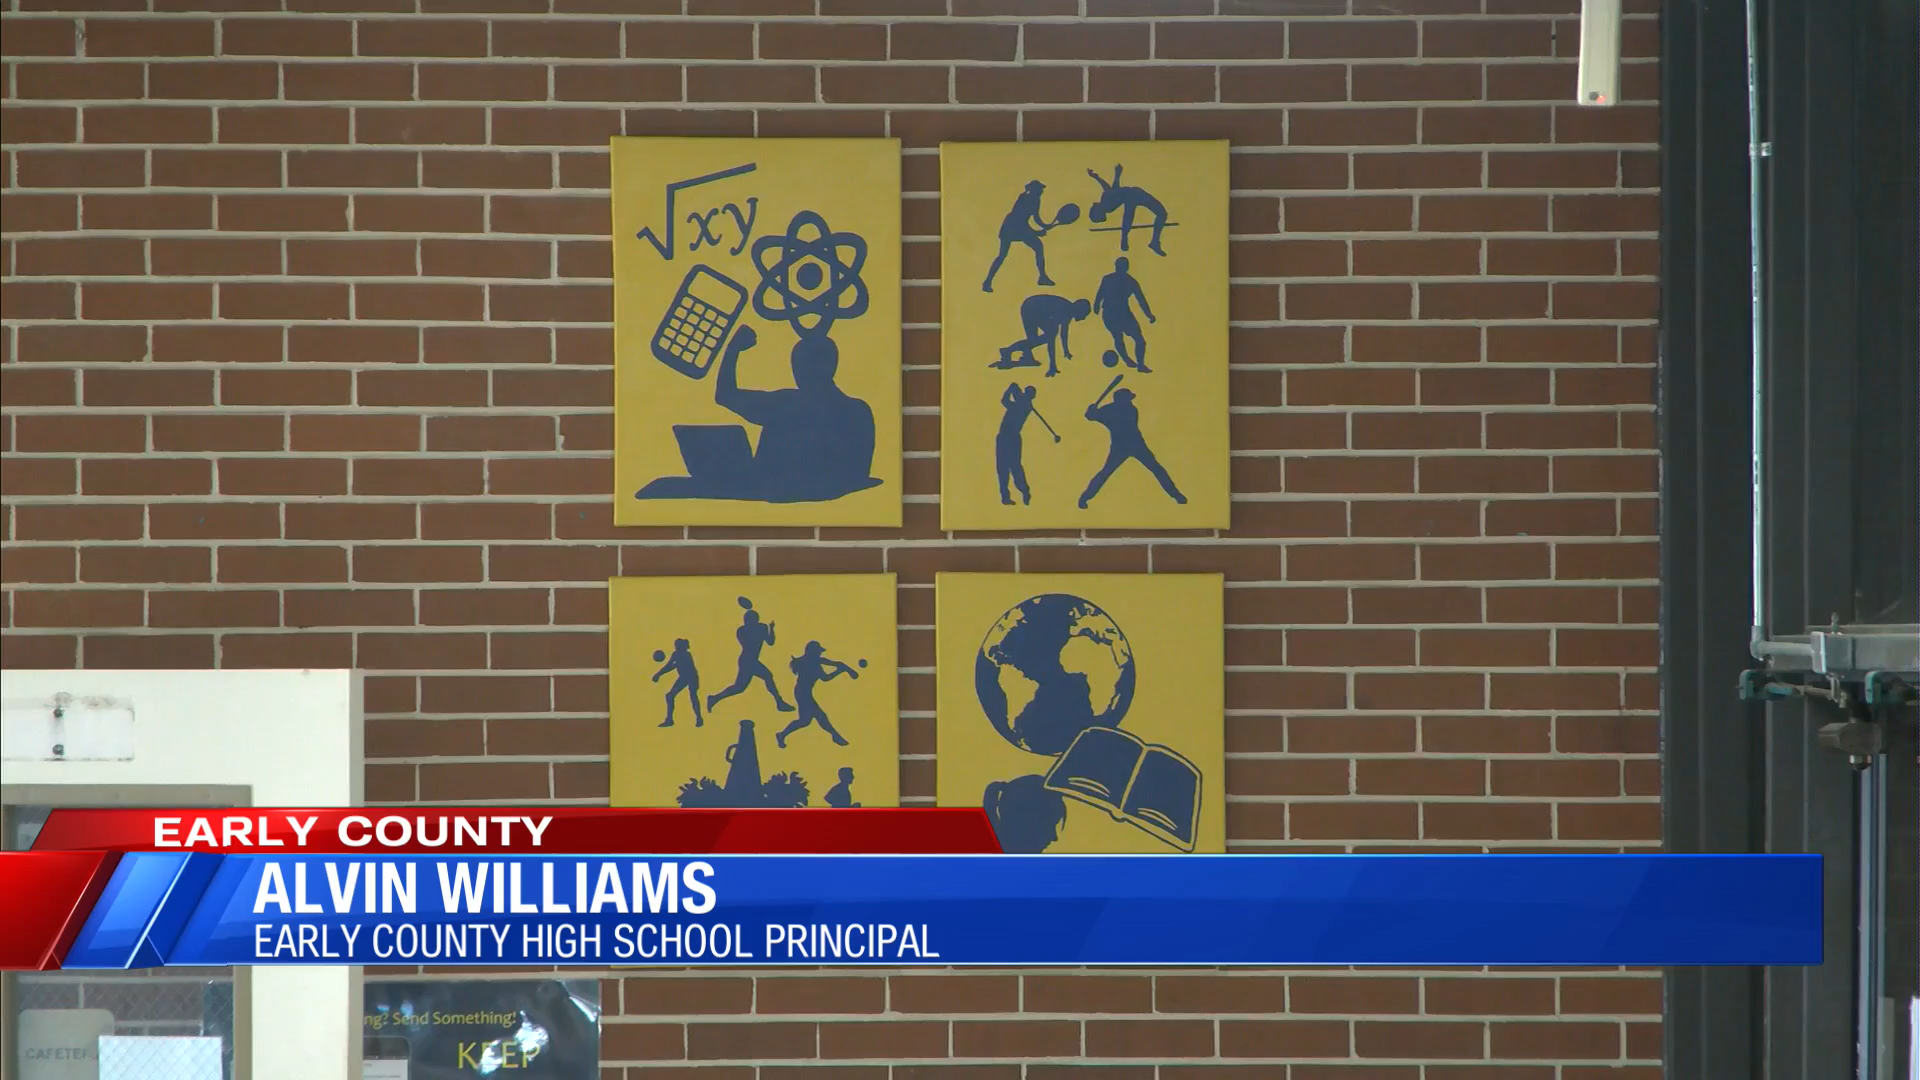 √xy
EARLY COUNTY
ALVIN WILLIAMS
EARLY COUNTY HIGH SCHOOL PRINCIPAL
Send Something!
KEEP